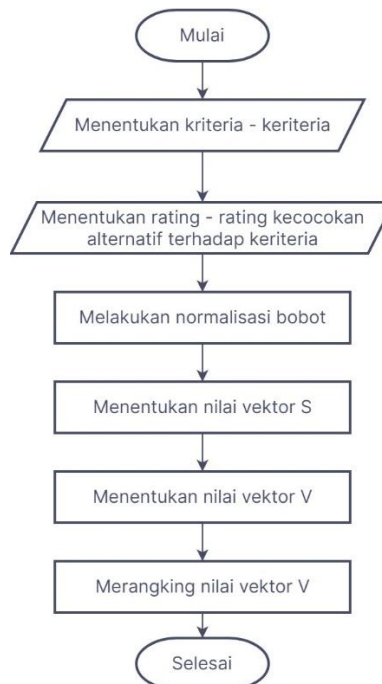 Mulai
Menentukan kriteria - keriteria
Menentukan rating - rating kecocokan
alternatif terhadap keriteria
Melakukan normalisasi bobot
Menentukan nilai vektor S
Menentukan nilai vektor V
Merangking nilai vektor V
Selesai